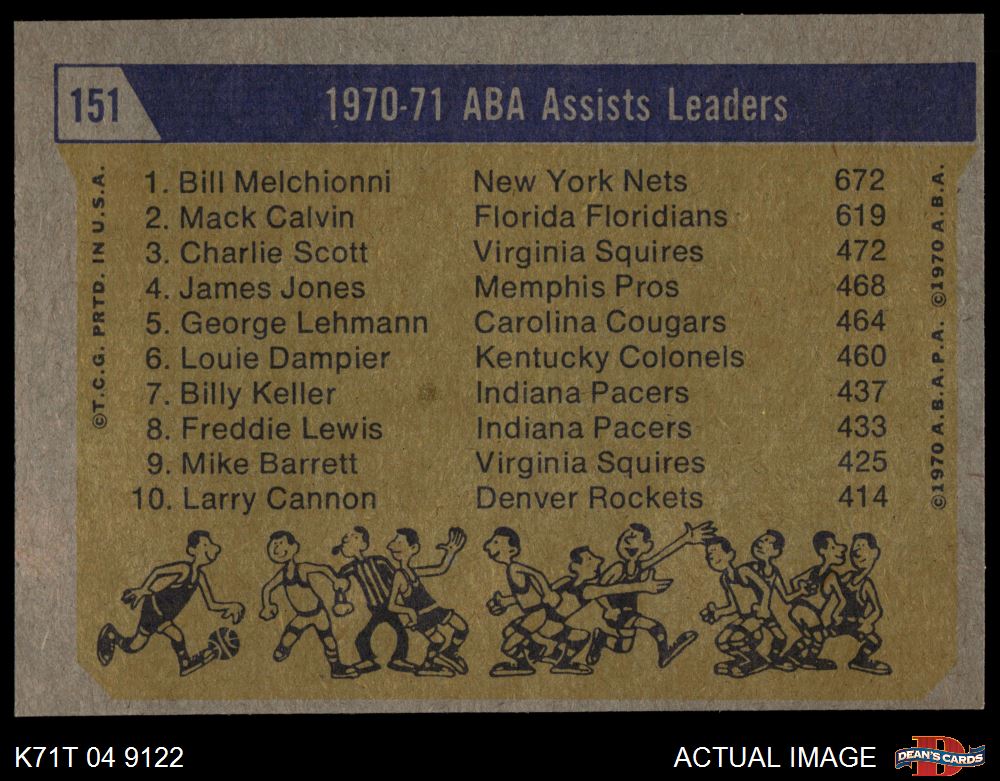 151 1970-71 ABA Assists Leaders
©T.C.G. PRTD. IN U.S.A.
1. Bill Melchionni New York Nets 672
2. Mack Calvin Florida Floridians 619
3. Charlie Scott Virginia Squires 472
4. James Jones Memphis Pros 468
5. George Lehmann Carolina Cougars 464
6. Louie Dampier Kentucky Colonels 460
7. Billy Keller Indiana Pacers 437
8. Freddie Lewis Indiana Pacers 433
9. Mike Barrett Virginia Squires 425
10. Larry Cannon Denver Rockets 414
©1970 A.B.A.P.A. ©1970 A.B.A.
K71T 04 9122 ACTUAL IMAGE DEAN'S CARDS